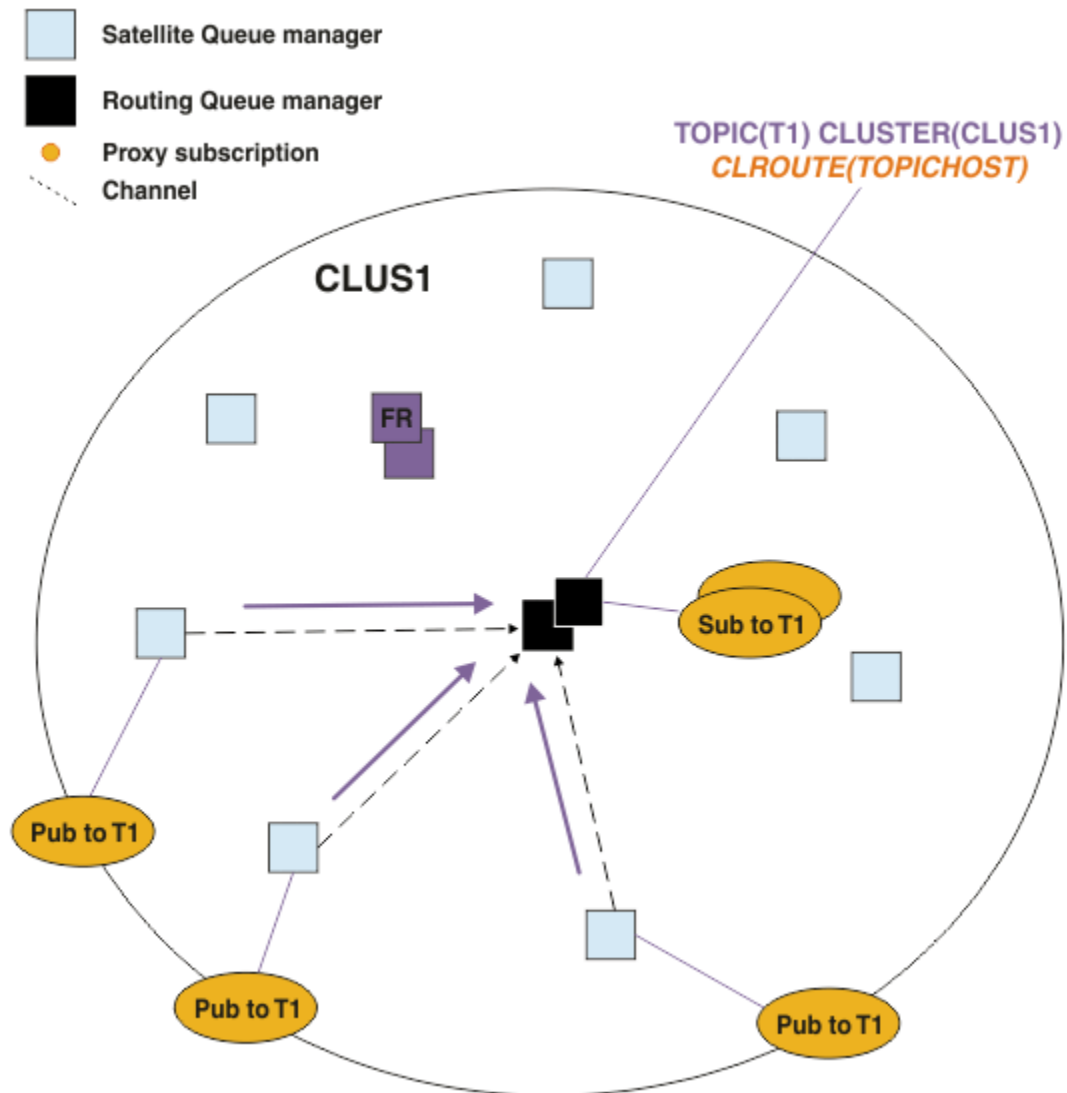 Satellite Queue manager
Routing Queue manager
Proxy subscription
Channel
TOPIC(T1) CLUSTER(CLUS1)
CLROUTE(TOPICHOST)
CLUS1
FR
Sub to T1
Pub to T1
Pub to T1
Pub to T1